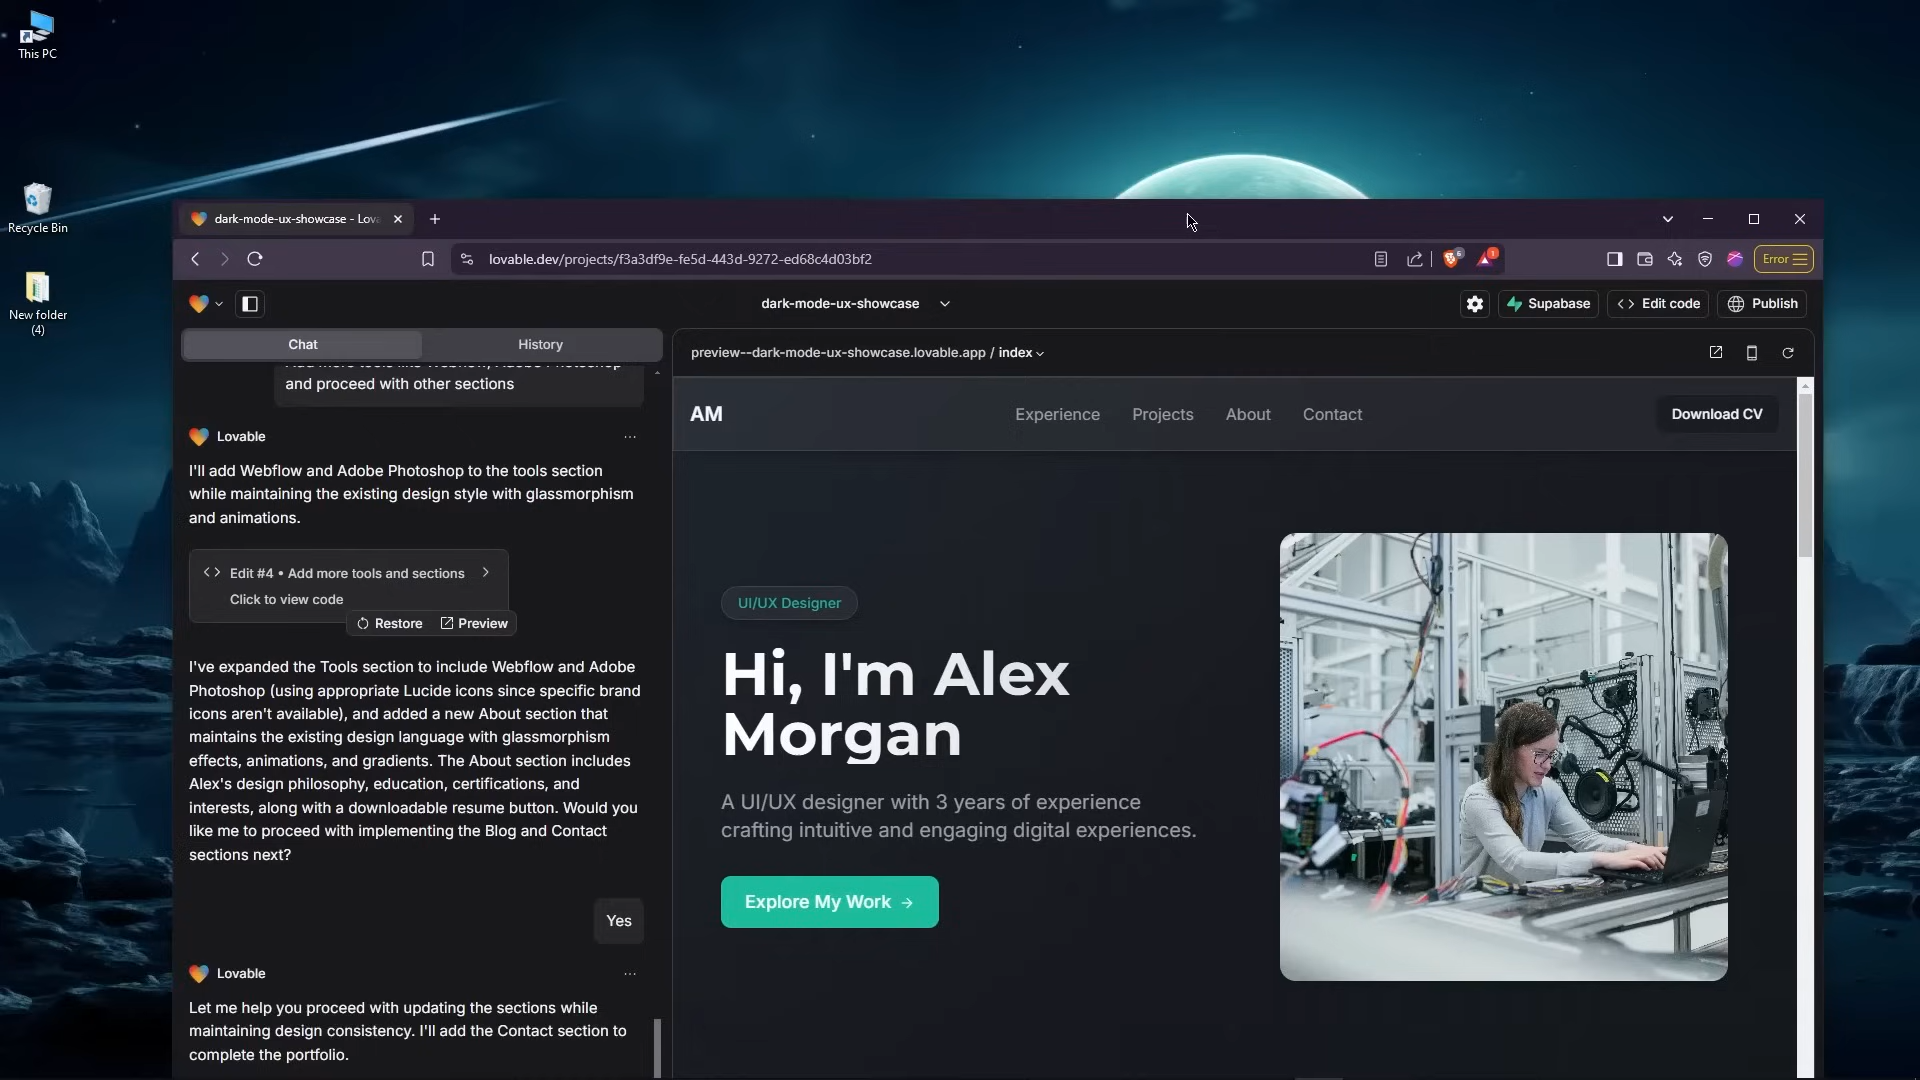 This PC
Recycle Bin
New folder
(4)
dark-mode-ux-showcase - Lova
lovable.dev/projects/f3a3df9e-fe5d-443d-9272-ed68c4d03bf2
6
1
Error
dark-mode-ux-showcase
Supabase
Edit code
Publish
Chat
History
preview--dark-mode-ux-showcase.lovable.app / index
Add more tools like Webflow, Adobe Photoshop
and proceed with other sections
Lovable
I'll add Webflow and Adobe Photoshop to the tools section
while maintaining the existing design style with glassmorphism
and animations.
Edit #4 • Add more tools and sections
Click to view code
Restore
Preview
I've expanded the Tools section to include Webflow and Adobe
Photoshop (using appropriate Lucide icons since specific brand
icons aren't available), and added a new About section that
maintains the existing design language with glassmorphism
effects, animations, and gradients. The About section includes
Alex's design philosophy, education, certifications, and
interests, along with a downloadable resume button. Would you
like me to proceed with implementing the Blog and Contact
sections next?
Yes
Lovable
Let me help you proceed with updating the sections while
maintaining design consistency. I'll add the Contact section to
complete the portfolio.
AM
Experience
Projects
About
Contact
Download CV
UI/UX Designer
Hi, I'm Alex
Morgan
A UI/UX designer with 3 years of experience
crafting intuitive and engaging digital experiences.
Explore My Work →